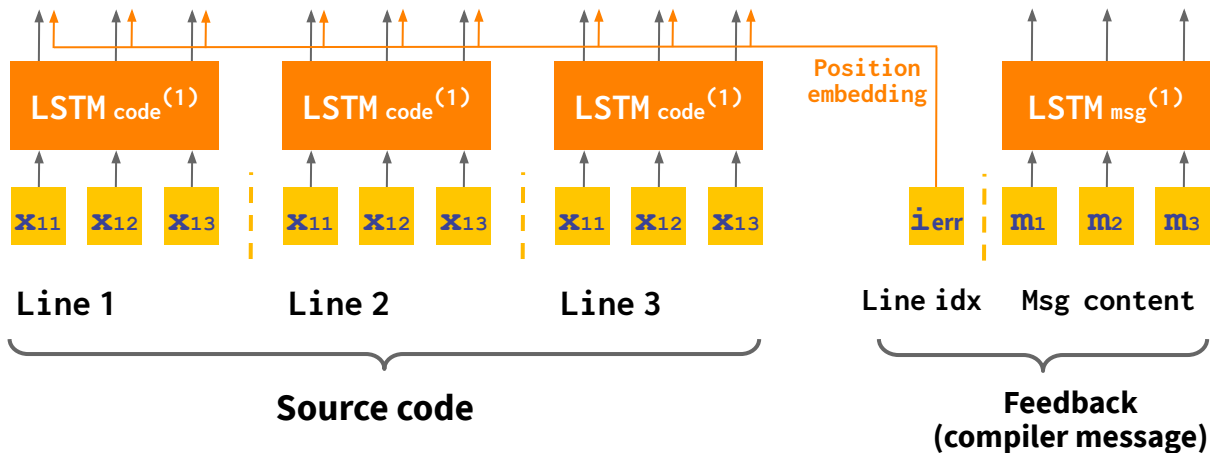 Position
embedding
LSTM code(1) LSTM code(1) LSTM code(1) LSTM msg(1)
x11 x12 x13 x11 x12 x13 x11 x12 x13 ierr m1 m2 m3
Line 1 Line 2 Line 3 Line idx Msg content
Source code
Feedback
(compiler message)